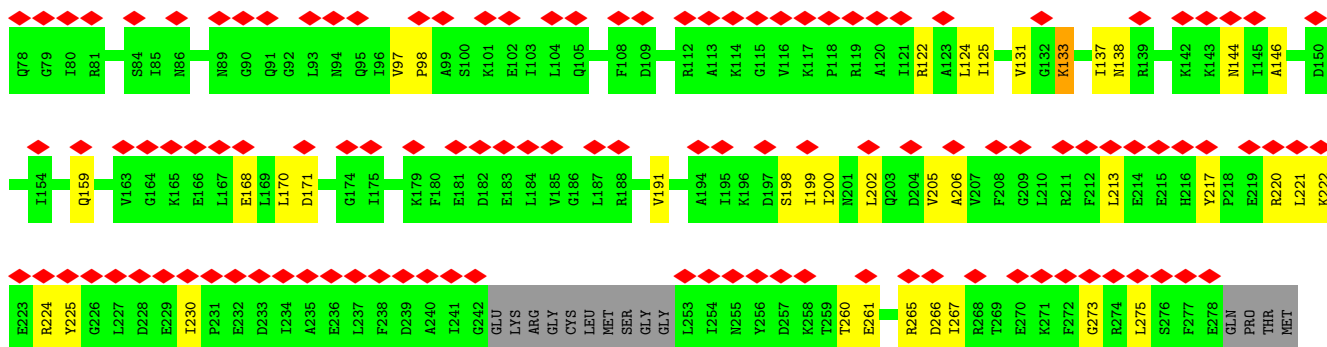 Q78 G79 I80 R81 S84 I85 N86 N89 G90 Q91 G92 L93 N94 Q95 I96 V97 P98 A99 S100 K101 E102 I103 L104 Q105 F108 D109 R112 A113 K114 G115 V116 K117 P118 R119 A120 I121 R122 A123 L124 I125 V131 G132 K133 I137 N138 R139 K142 K143 N144 I145 A146 D150
I154 Q159 V163 G164 K165 E166 L167 E168 L169 L170 D171 G174 I175 K179 F180 E181 D182 E183 L184 V185 G186 L187 R188 V191 A194 I195 K196 D197 S198 I199 I200 N201 L202 Q203 D204 V205 A206 V207 F208 G209 L210 R211 F212 L213 E214 E215 H216 Y217 P218 E219 R220 L221 K222
E223 R224 Y225 G226 L227 D228 E229 I230 P231 E232 D233 I234 A235 E236 L237 F238 D239 A240 I241 G242 GLU LYS ARG GLY CYS LEU MET SER GLY GLY L253 I254 N255 Y256 D257 K258 T259 T260 E261 R265 D266 I267 R268 T269 E270 K271 F272 G273 R274 L275 S276 F277 E278 GLN PRO THR MET